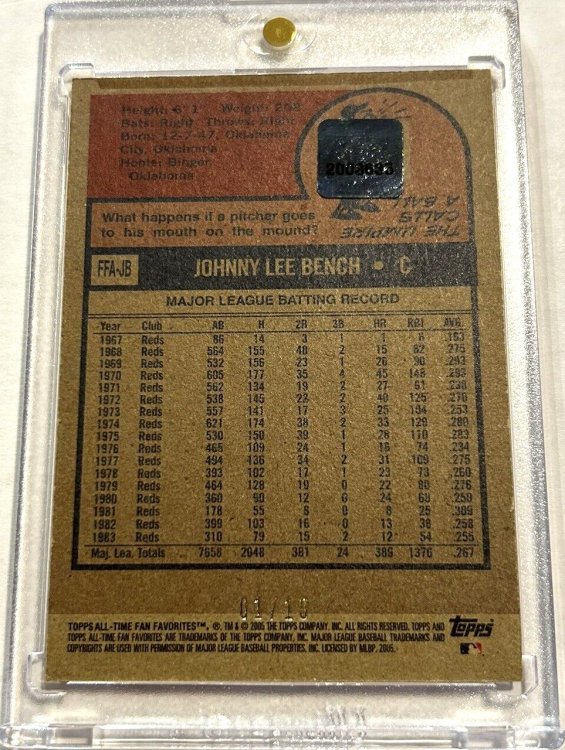 Height: 6'1 Weight: 202
Bats: Right Throws: Right
Born: 12-7-47, Oklahoma
City, Oklahoma
Home: Binger,
Oklahoma
THE UMPIRE
CALLS
A BALL
What happens if a pitcher goes
to his mouth on the mound?
FFA-JB JOHNNY LEE BENCH • C
MAJOR LEAGUE BATTING RECORD
Year Club AB H 2B 3B HR RBI AVG.
1967 Reds 86 14 3 1 1 6 .163
1968 Reds 564 155 40 2 15 82 .275
1969 Reds 532 156 23 1 26 90 .293
1970 Reds 605 177 35 4 45 148 .293
1971 Reds 562 134 19 2 27 61 .238
1972 Reds 538 145 22 2 40 125 .270
1973 Reds 557 141 17 3 25 104 .253
1974 Reds 621 174 38 2 33 129 .280
1975 Reds 530 150 39 1 28 110 .283
1976 Reds 465 109 24 1 16 74 .234
1977 Reds 494 136 34 2 31 109 .275
1978 Reds 393 102 17 1 23 73 .260
1979 Reds 464 128 19 0 22 80 .276
1980 Reds 360 90 12 0 24 68 .250
1981 Reds 178 55 8 0 8 25 .309
1982 Reds 399 103 16 0 13 38 .258
1983 Reds 310 79 15 2 12 54 .255
Maj. Lea. Totals 7658 2048 381 24 389 1376 .267
01/10
TOPPS ALL-TIME FAN FAVORITES™, ®, TM & © 2005 THE TOPPS COMPANY, INC. ALL RIGHTS RESERVED. TOPPS AND
TOPPS ALL-TIME FAN FAVORITES ARE TRADEMARKS OF THE TOPPS COMPANY, INC. MAJOR LEAGUE BASEBALL TRADEMARKS AND
COPYRIGHTS ARE USED WITH PERMISSION OF MAJOR LEAGUE BASEBALL PROPERTIES, INC. LICENSED BY MLBP, 2005.
topps